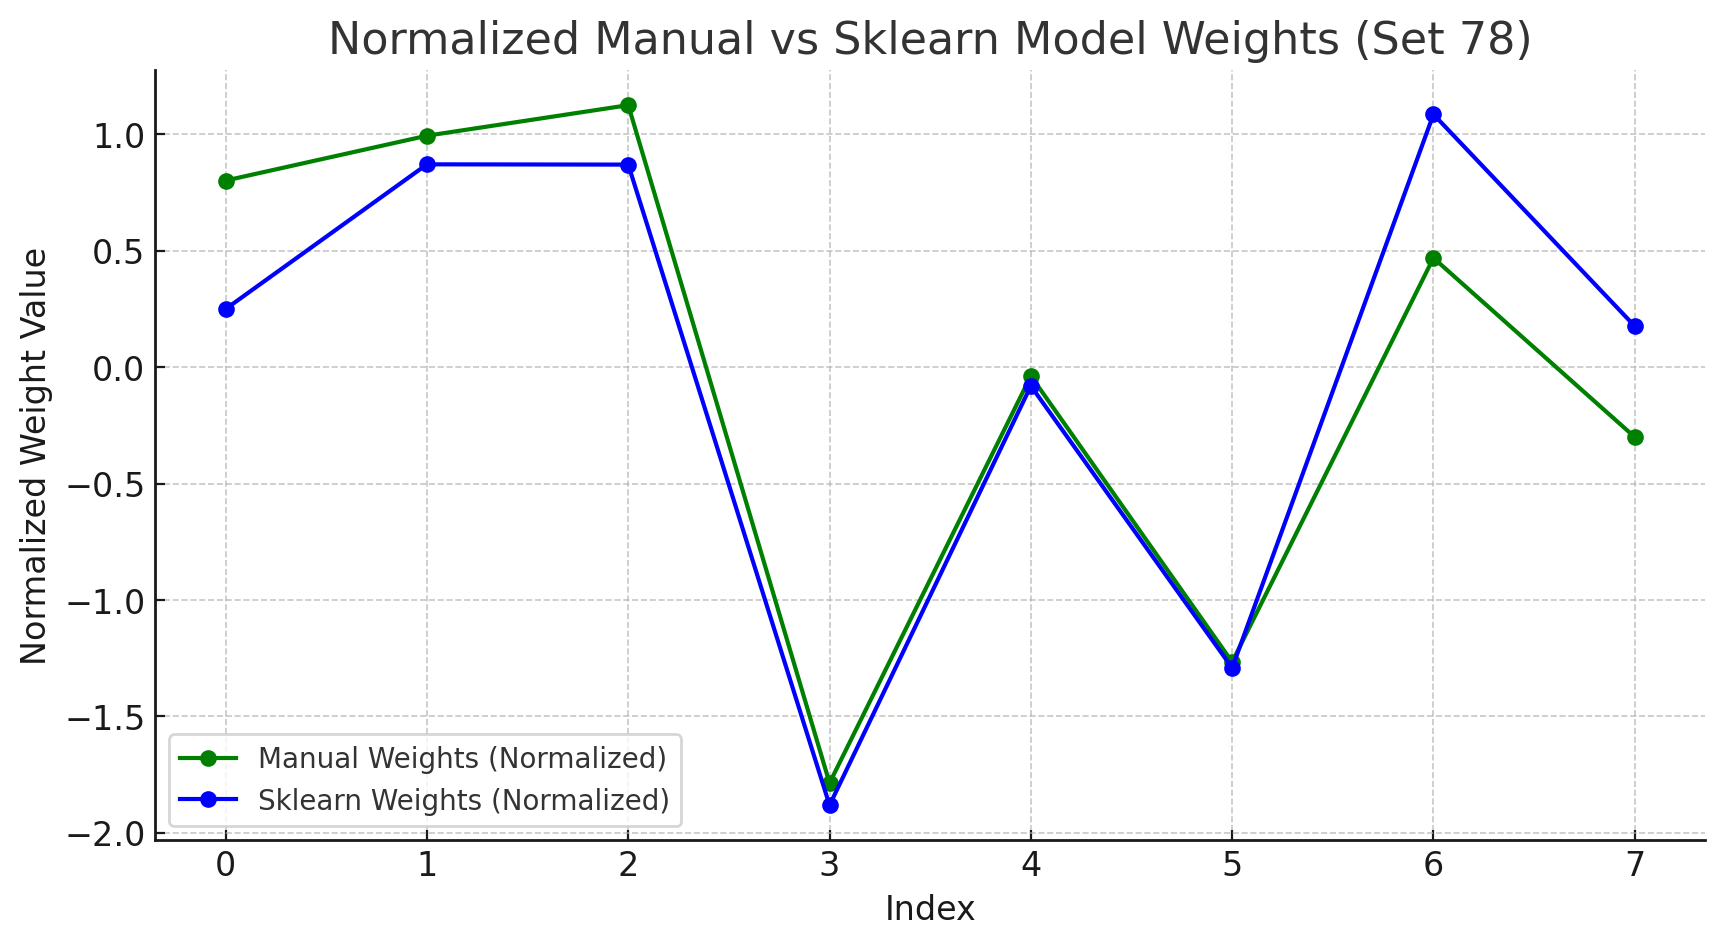 Normalized Manual vs Sklearn Model Weights (Set 78)
Normalized Weight Value
1.0
0.5
0.0
−0.5
−1.0
−1.5
−2.0
Manual Weights (Normalized)
Sklearn Weights (Normalized)
0 1 2 3 4 5 6 7
Index